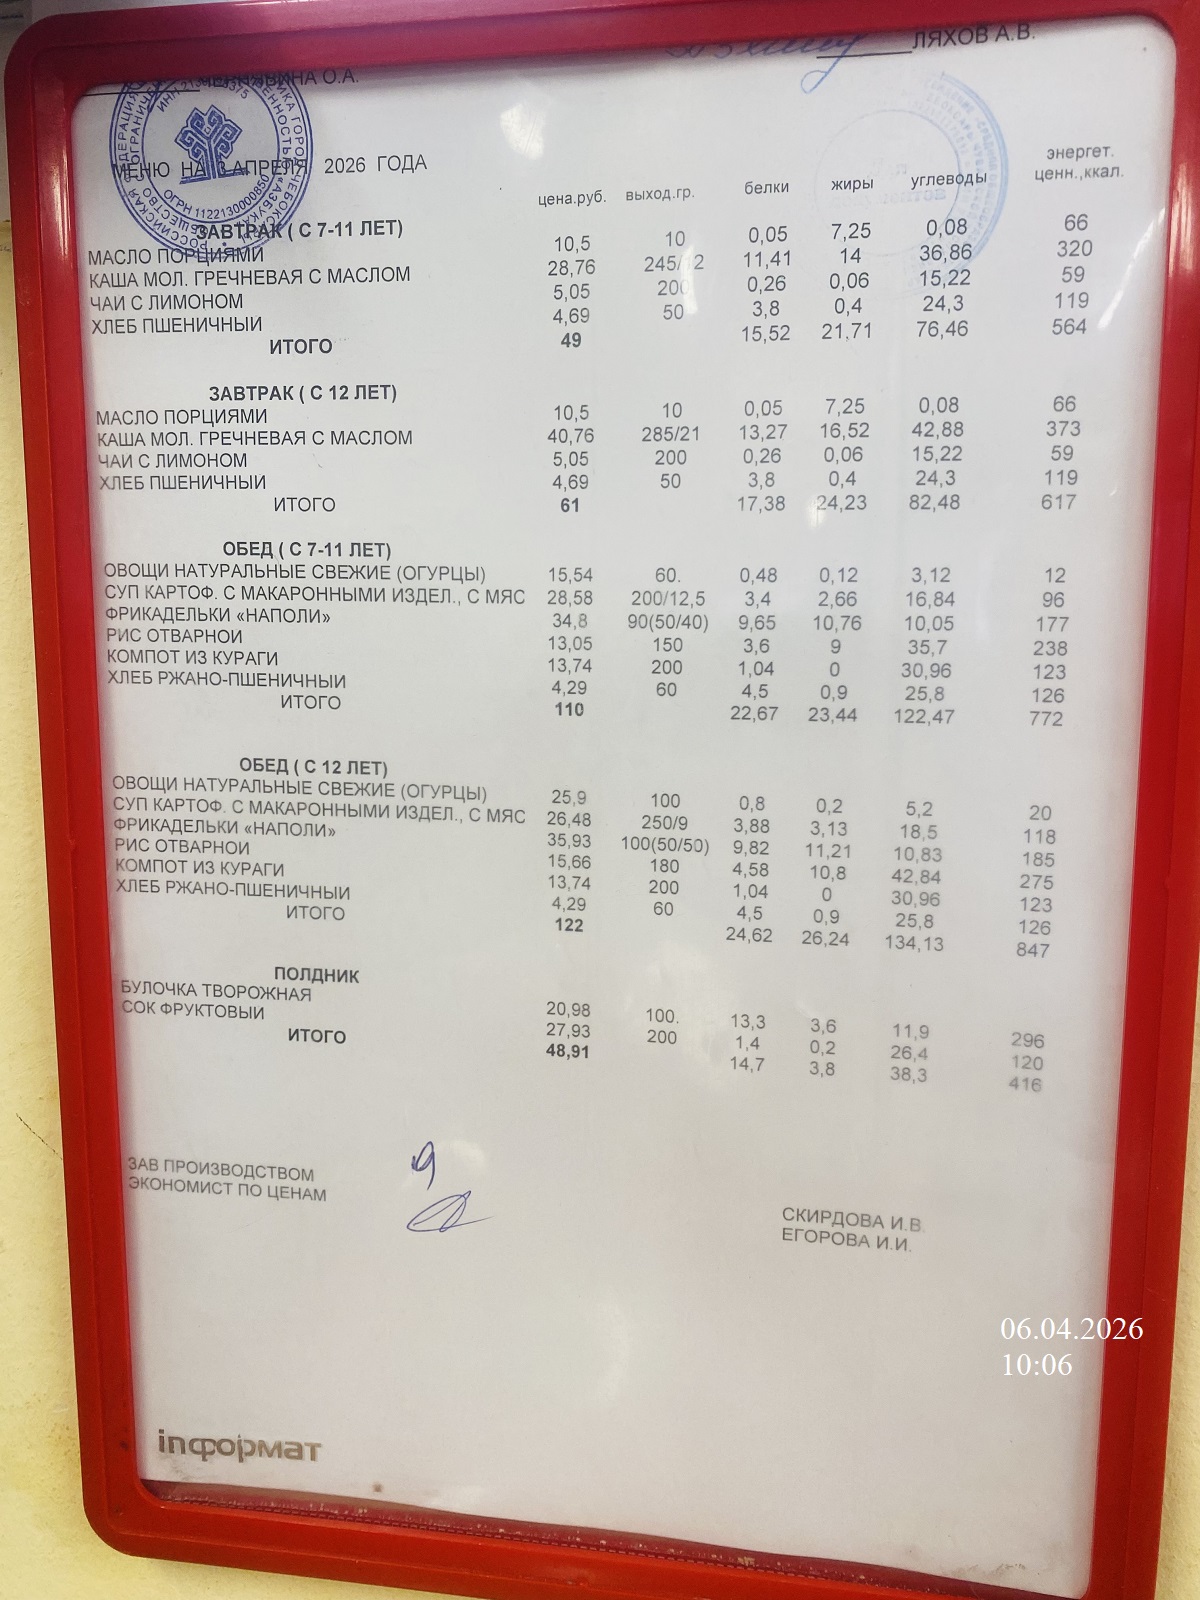 ЛЯХОВ А.В.
О.А.
МЕНЮ НА 3 АПРЕЛЯ 2026 ГОДА
цена.руб. выход.гр. белки жиры углеводы энергет. ценн.,ккал.
ЗАВТРАК ( С 7-11 ЛЕТ)
МАСЛО ПОРЦИЯМИ 10,5 10 0,05 7,25 0,08 66
КАША МОЛ. ГРЕЧНЕВАЯ С МАСЛОМ 28,76 245/12 11,41 14 36,86 320
ЧАИ С ЛИМОНОМ 5,05 200 0,26 0,06 15,22 59
ХЛЕБ ПШЕНИЧНЫИ 4,69 50 3,8 0,4 24,3 119
ИТОГО 49 15,52 21,71 76,46 564
ЗАВТРАК ( С 12 ЛЕТ)
МАСЛО ПОРЦИЯМИ 10,5 10 0,05 7,25 0,08 66
КАША МОЛ. ГРЕЧНЕВАЯ С МАСЛОМ 40,76 285/21 13,27 16,52 42,88 373
ЧАИ С ЛИМОНОМ 5,05 200 0,26 0,06 15,22 59
ХЛЕБ ПШЕНИЧНЫИ 4,69 50 3,8 0,4 24,3 119
ИТОГО 61 17,38 24,23 82,48 617
ОБЕД ( С 7-11 ЛЕТ)
ОВОЩИ НАТУРАЛЬНЫЕ СВЕЖИЕ (ОГУРЦЫ) 15,54 60. 0,48 0,12 3,12 12
СУП КАРТОФ. С МАКАРОННЫМИ ИЗДЕЛ., С МЯС 28,58 200/12,5 3,4 2,66 16,84 96
ФРИКАДЕЛЬКИ «НАПОЛИ» 34,8 90(50/40) 9,65 10,76 10,05 177
РИС ОТВАРНОИ 13,05 150 3,6 9 35,7 238
КОМПОТ ИЗ КУРАГИ 13,74 200 1,04 0 30,96 123
ХЛЕБ РЖАНО-ПШЕНИЧНЫИ 4,29 60 4,5 0,9 25,8 126
ИТОГО 110 22,67 23,44 122,47 772
ОБЕД ( С 12 ЛЕТ)
ОВОЩИ НАТУРАЛЬНЫЕ СВЕЖИЕ (ОГУРЦЫ) 25,9 100 0,8 0,2 5,2 20
СУП КАРТОФ. С МАКАРОННЫМИ ИЗДЕЛ., С МЯС 26,48 250/9 3,88 3,13 18,5 118
ФРИКАДЕЛЬКИ «НАПОЛИ» 35,93 100(50/50) 9,82 11,21 10,83 185
РИС ОТВАРНОИ 15,66 180 4,58 10,8 42,84 275
КОМПОТ ИЗ КУРАГИ 13,74 200 1,04 0 30,96 123
ХЛЕБ РЖАНО-ПШЕНИЧНЫИ 4,29 60 4,5 0,9 25,8 126
ИТОГО 122 24,62 26,24 134,13 847
ПОЛДНИК
БУЛОЧКА ТВОРОЖНАЯ 20,98 100. 13,3 3,6 11,9 296
СОК ФРУКТОВЫИ 27,93 200 1,4 0,2 26,4 120
ИТОГО 48,91 14,7 3,8 38,3 416
ЗАВ ПРОИЗВОДСТВОМ СКИРДОВА И.В.
ЭКОНОМИСТ ПО ЦЕНАМ ЕГОРОВА И.И.
06.04.2026
10:06
inформат